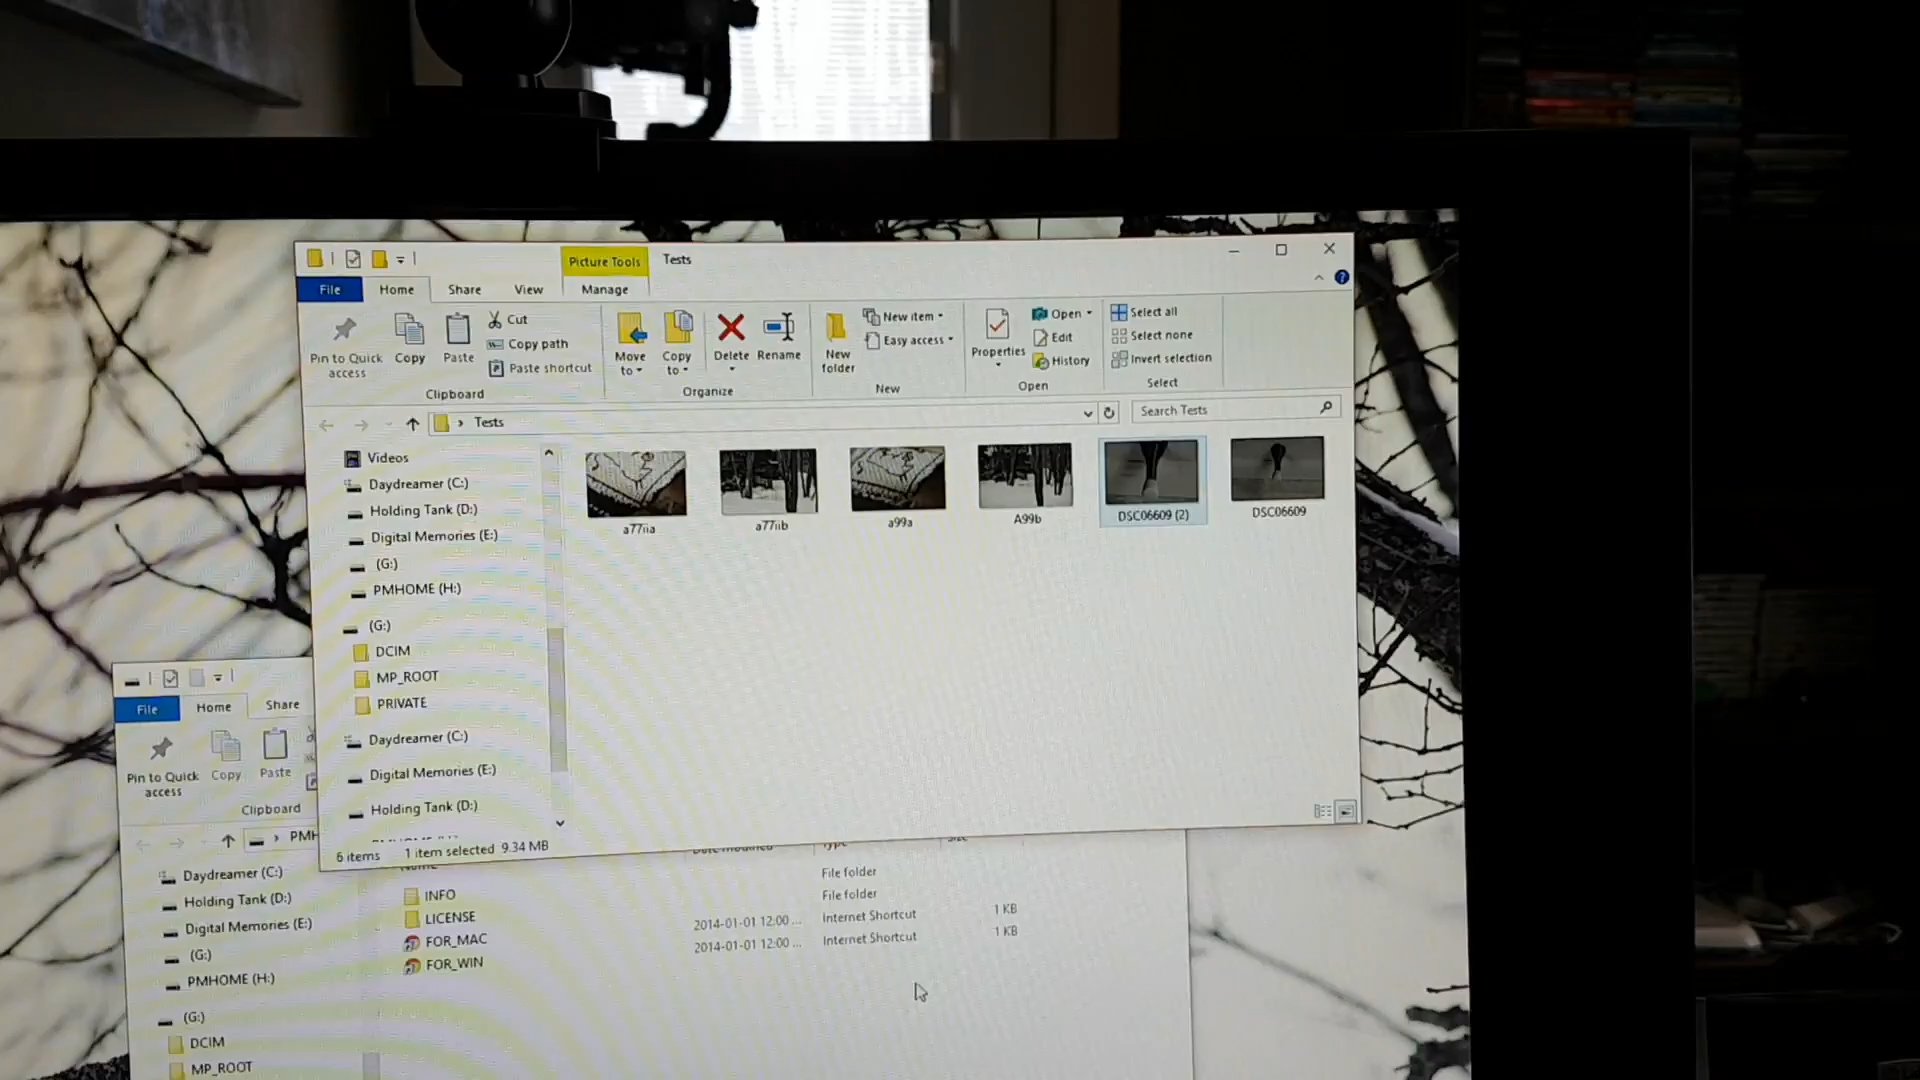 Picture Tools Tests
File Home Share View Manage
Pin to Quick access
Copy
Paste
Cut
Copy path
Paste shortcut
Clipboard
Move to
Copy to
Delete
Rename
Organize
New folder
New item
Easy access
New
Properties
Open
Edit
History
Open
Select all
Select none
Invert selection
Select
Tests
Search Tests
Videos
Daydreamer (C:)
Holding Tank (D:)
Digital Memories (E:)
(G:)
PMHOME (H:)
(G:)
DCIM
MP_ROOT
PRIVATE
Daydreamer (C:)
Digital Memories (E:)
Holding Tank (D:)
a77iia
a77iib
a99a
A99b
DSC06609 (2)
DSC06609
6 items 1 item selected 9.34 MB
File Home Share
Pin to Quick access
Copy
Paste
Clipboard
PMH
Daydreamer (C:)
Holding Tank (D:)
Digital Memories (E:)
(G:)
PMHOME (H:)
(G:)
DCIM
MP_ROOT
Date modified Type Size
INFO File folder
LICENSE File folder
FOR_MAC 2014-01-01 12:00 ... Internet Shortcut 1 KB
FOR_WIN 2014-01-01 12:00 ... Internet Shortcut 1 KB